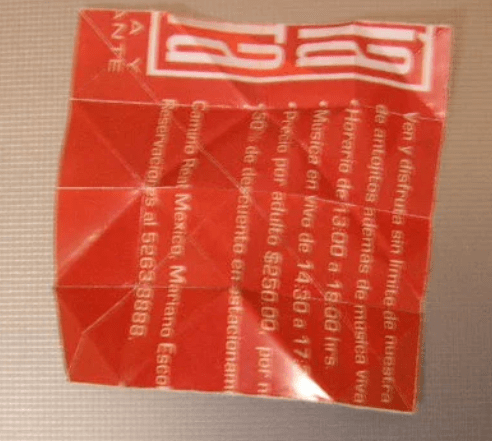 Ven y disfruta sin límite de nuestra
de antojitos además de música viva
• Horario de 13:00 a 18:00 hrs.
• Música en vivo de 14:30 a 17:
• Precio por adulto $250.00, por n
• 50% de descuento en estacionam
Camino Real México, Mariano Esco
Reservaciones al 5263.8888.
A Y
ANTE